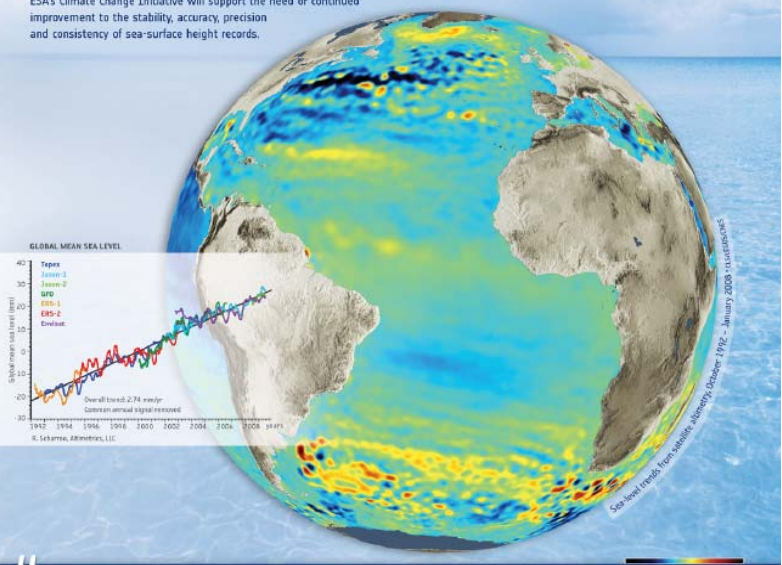 ESA's Climate Change Initiative will support the need of continued
improvement to the stability, accuracy, precision
and consistency of sea-surface height records.
GLOBAL MEAN SEA LEVEL
Global mean sea level (mm)
40
30
20
10
0
-10
-20
-30
Topex
Jason-1
Jason-2
GFO
ERS-1
ERS-2
Envisat
Overall trend: 2.74 mm/yr
Common annual signal removed
1992 1994 1996 1998 2000 2002 2004 2006 2008 years
R. Scharroo, Altimetrics, LLC
Sea-level trends from satellite altimetry, October 1992 – January 2008